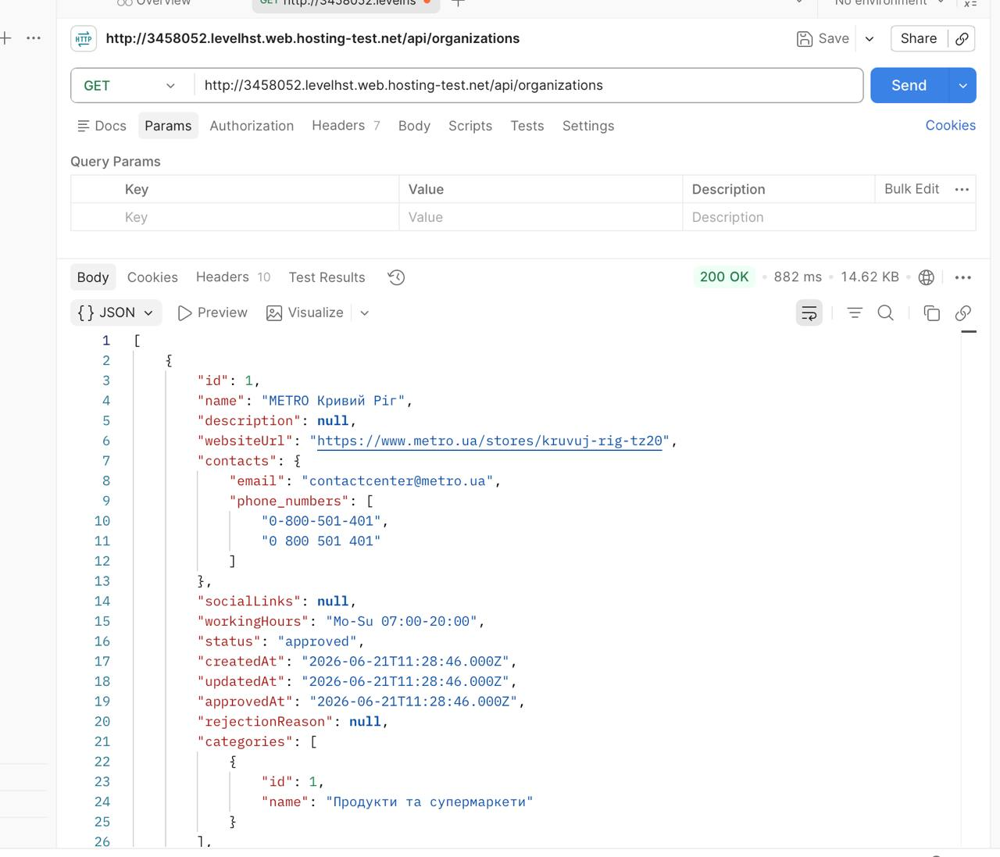 Overview
GET http://3458052.levelhs
No environment
http://3458052.levelhst.web.hosting-test.net/api/organizations
Save
Share
GET
http://3458052.levelhst.web.hosting-test.net/api/organizations
Send
Docs Params Authorization Headers 7 Body Scripts Tests Settings Cookies
Query Params
Key Value Description Bulk Edit
Key Value Description
Body Cookies Headers 10 Test Results 200 OK 882 ms 14.62 KB
{} JSON Preview Visualize
1 [
2 {
3 "id": 1,
4 "name": "METRO Кривий Ріг",
5 "description": null,
6 "websiteUrl": "https://www.metro.ua/stores/kruvuj-rig-tz20",
7 "contacts": {
8 "email": "contactcenter@metro.ua",
9 "phone_numbers": [
10 "0-800-501-401",
11 "0 800 501 401"
12 ]
13 },
14 "socialLinks": null,
15 "workingHours": "Mo-Su 07:00-20:00",
16 "status": "approved",
17 "createdAt": "2026-06-21T11:28:46.000Z",
18 "updatedAt": "2026-06-21T11:28:46.000Z",
19 "approvedAt": "2026-06-21T11:28:46.000Z",
20 "rejectionReason": null,
21 "categories": [
22 {
23 "id": 1,
24 "name": "Продукти та супермаркети"
25 }
26 ],